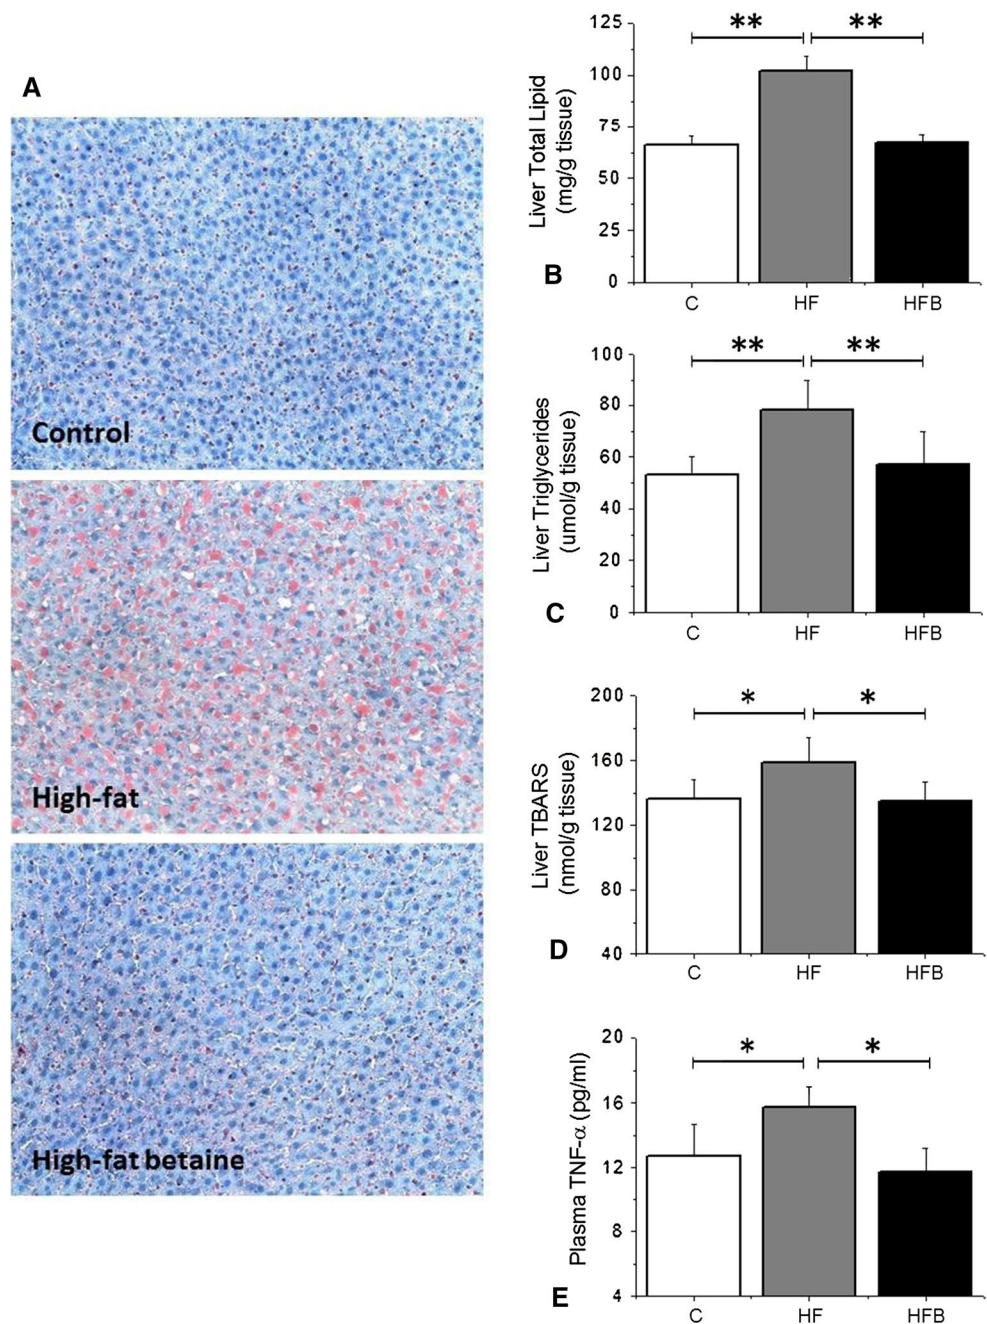 A
Control
High-fat
High-fat betaine
Liver Total Lipid
(mg/g tissue)
125
100
75
50
25
0
** **
C HF HFB
B
Liver Triglycerides
(umol/g tissue)
100
80
60
40
20
0
** **
C HF HFB
C
Liver TBARS
(nmol/g tissue)
200
160
120
80
40
* *
C HF HFB
D
Plasma TNF-α (pg/ml)
20
16
12
8
4
* *
C HF HFB
E